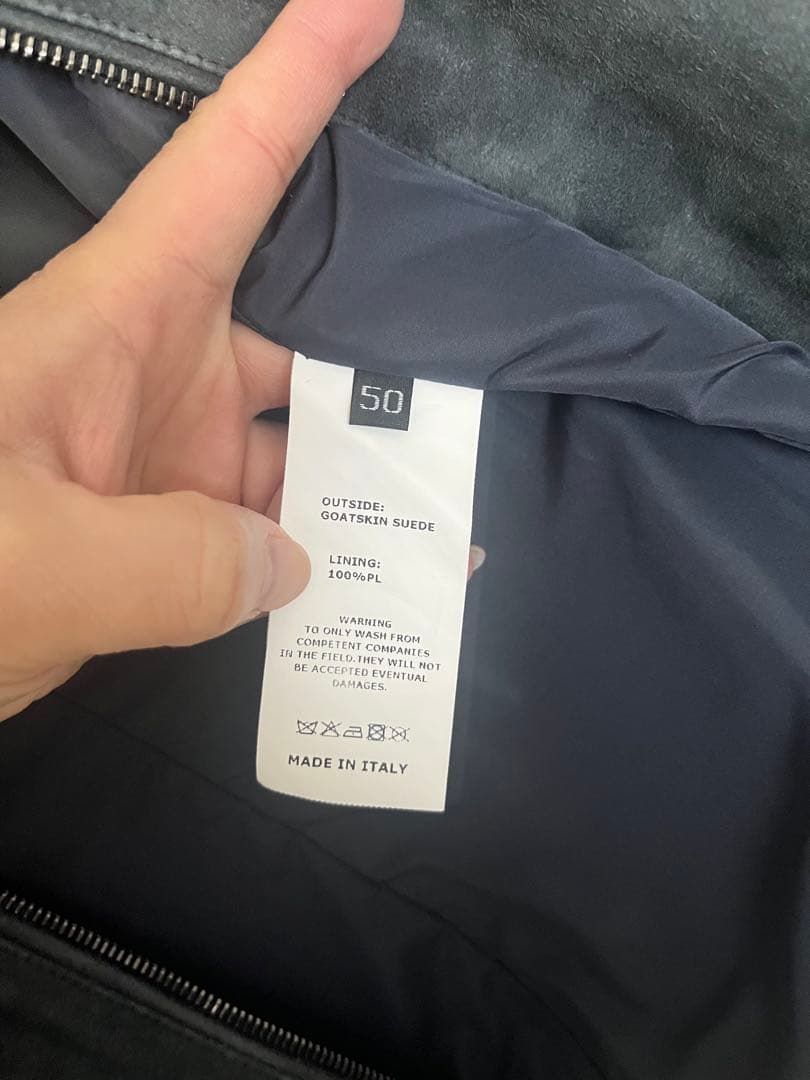 50
OUTSIDE:
GOATSKIN SUEDE
LINING:
100%PL
WARNING
TO ONLY WASH FROM
COMPETENT COMPANIES
IN THE FIELD.THEY WILL NOT
BE ACCEPTED EVENTUAL
DAMAGES.
MADE IN ITALY